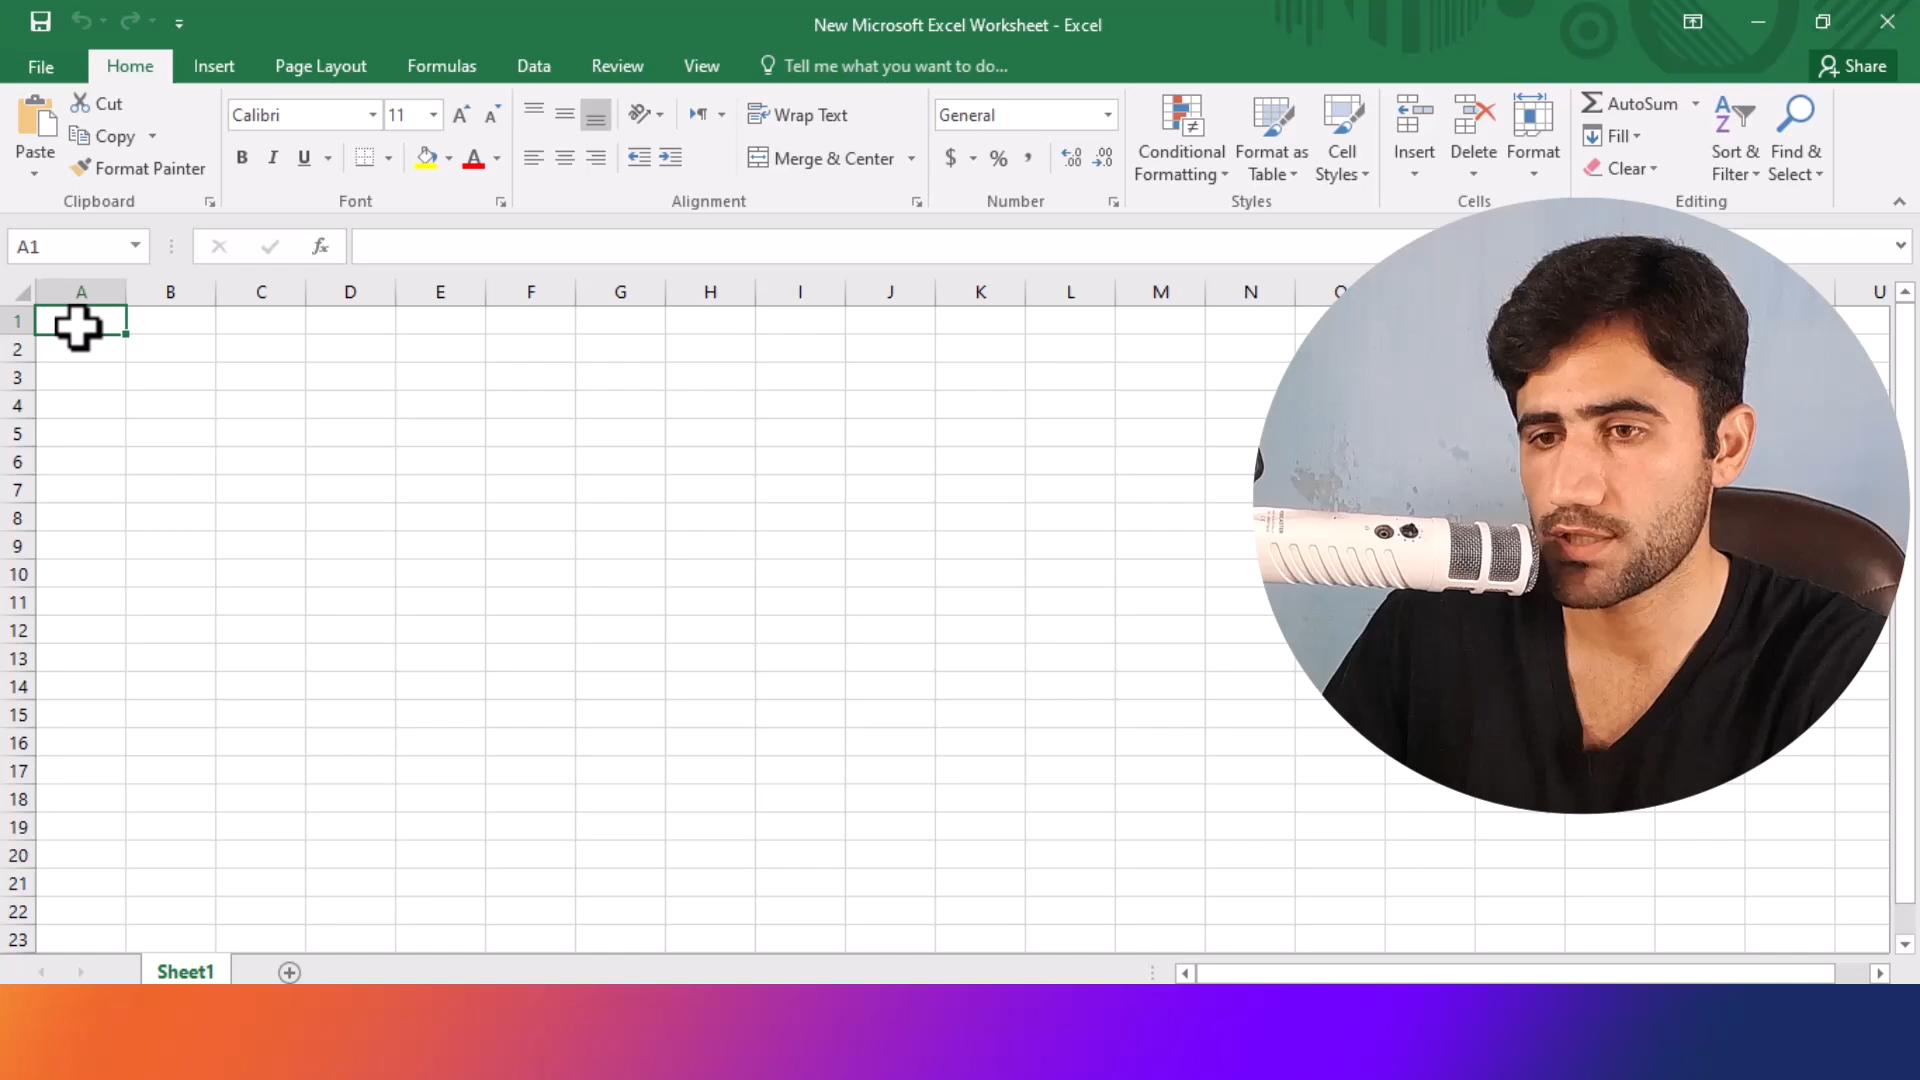 New Microsoft Excel Worksheet - Excel
File Home Insert Page Layout Formulas Data Review View Tell me what you want to do... Share
Cut
Copy
Format Painter
Paste
Clipboard
Calibri 11
B I U A
Font
Wrap Text
Merge & Center
Alignment
General
$ % ,
Number
Conditional Formatting
Format as Table
Cell Styles
Styles
Insert Delete Format
Cells
AutoSum
Fill
Clear
Sort & Filter
Find & Select
Editing
A1 fx
A B C D E F G H I J K L M N U
1
2
3
4
5
6
7
8
9
10
11
12
13
14
15
16
17
18
19
20
21
22
23
Sheet1